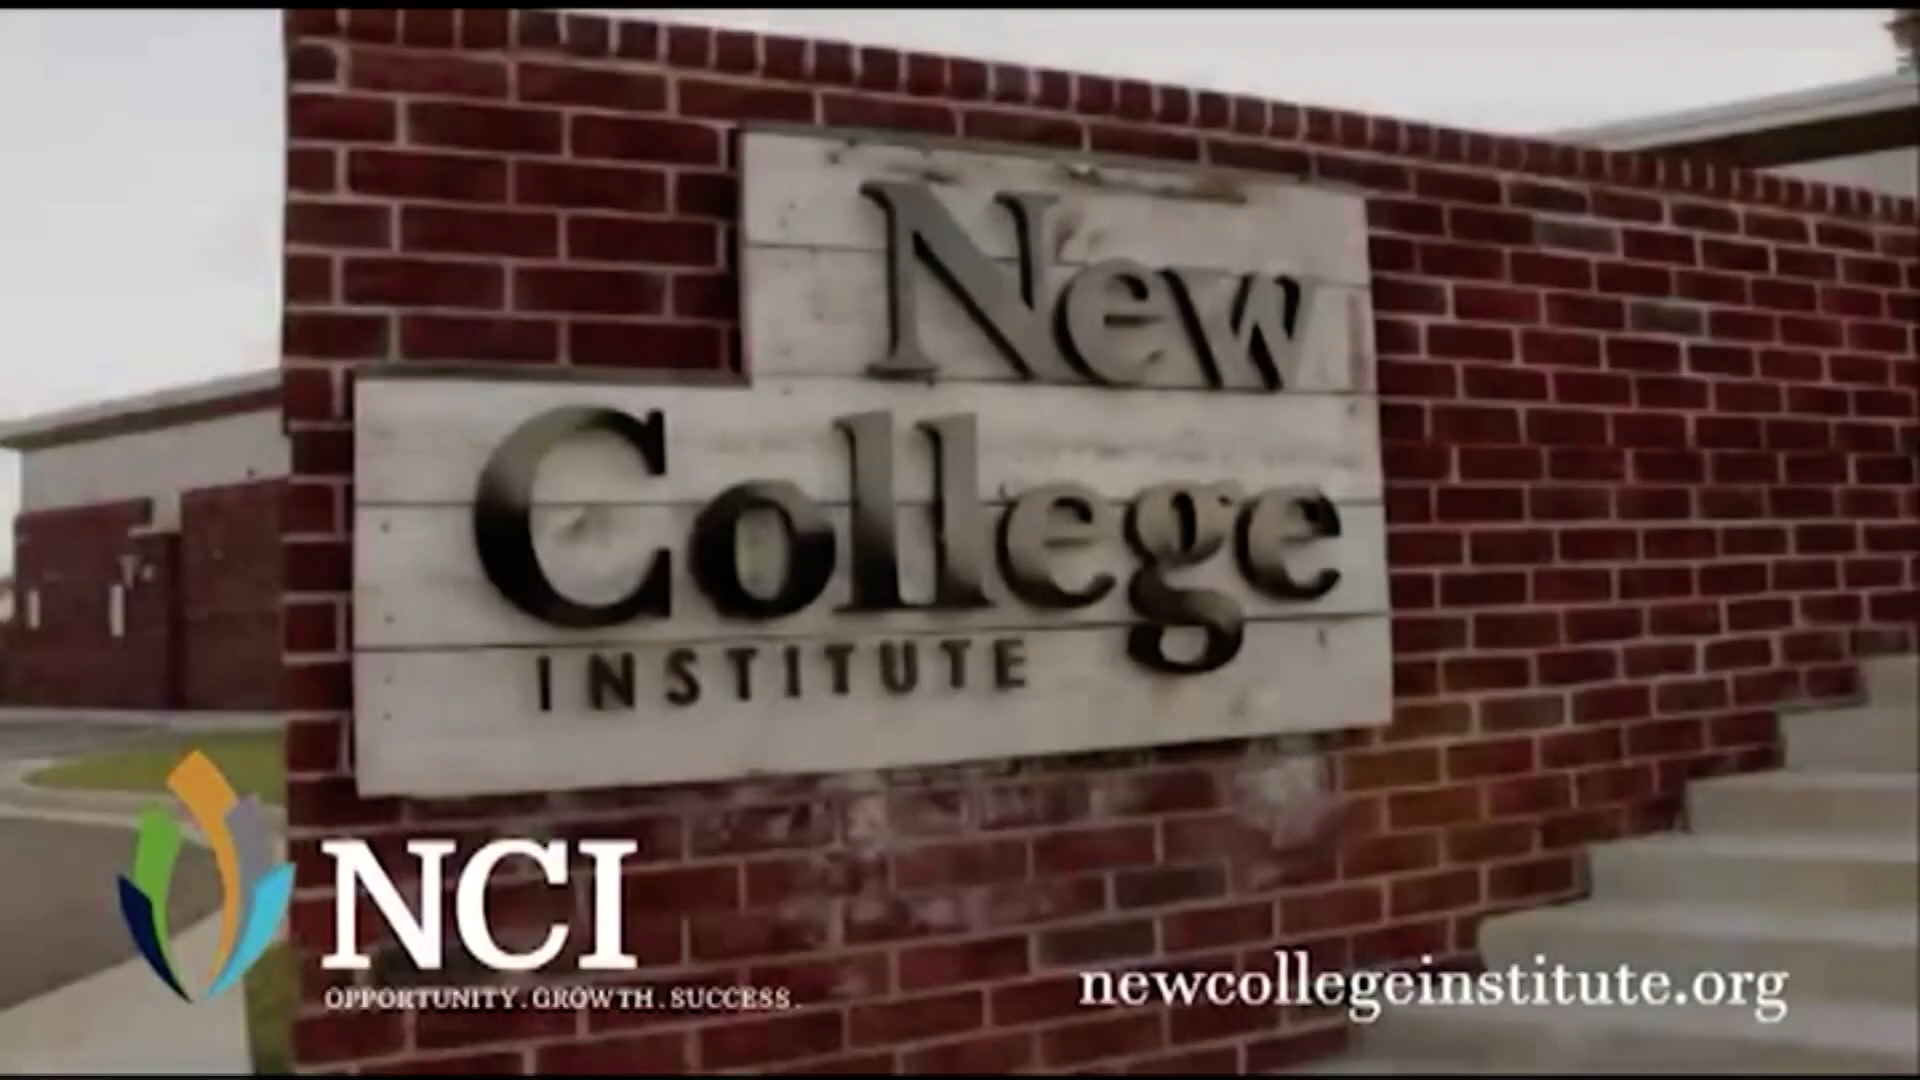 New
College
INSTITUTE
NCI
OPPORTUNITY. GROWTH. SUCCESS.
newcollegeinstitute.org